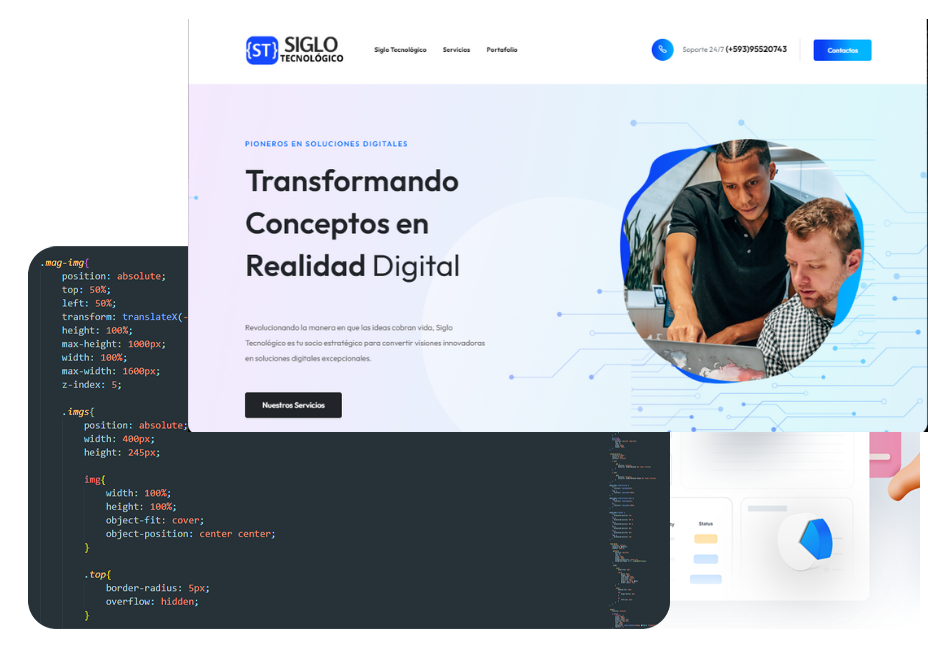 {ST} SIGLO
TECNOLÓGICO
Siglo Tecnológico Servicios Portafolio
Soporte 24/7 (+593)95520743
Contactos
PIONEROS EN SOLUCIONES DIGITALES
Transformando
Conceptos en
Realidad Digital
Revolucionando la manera en que las ideas cobran vida, Siglo
Tecnológico es tu socio estratégico para convertir visiones innovadoras
en soluciones digitales excepcionales.
Nuestros Servicios
.mag-img{
position: absolute;
top: 50%;
left: 50%;
transform: translateX(-
height: 100%;
max-height: 1000px;
width: 100%;
max-width: 1600px;
z-index: 5;
.imgs{
position: absolute;
width: 400px;
height: 245px;
img{
width: 100%;
height: 100%;
object-fit: cover;
object-position: center center;
}
.top{
border-radius: 5px;
overflow: hidden;
}
Status